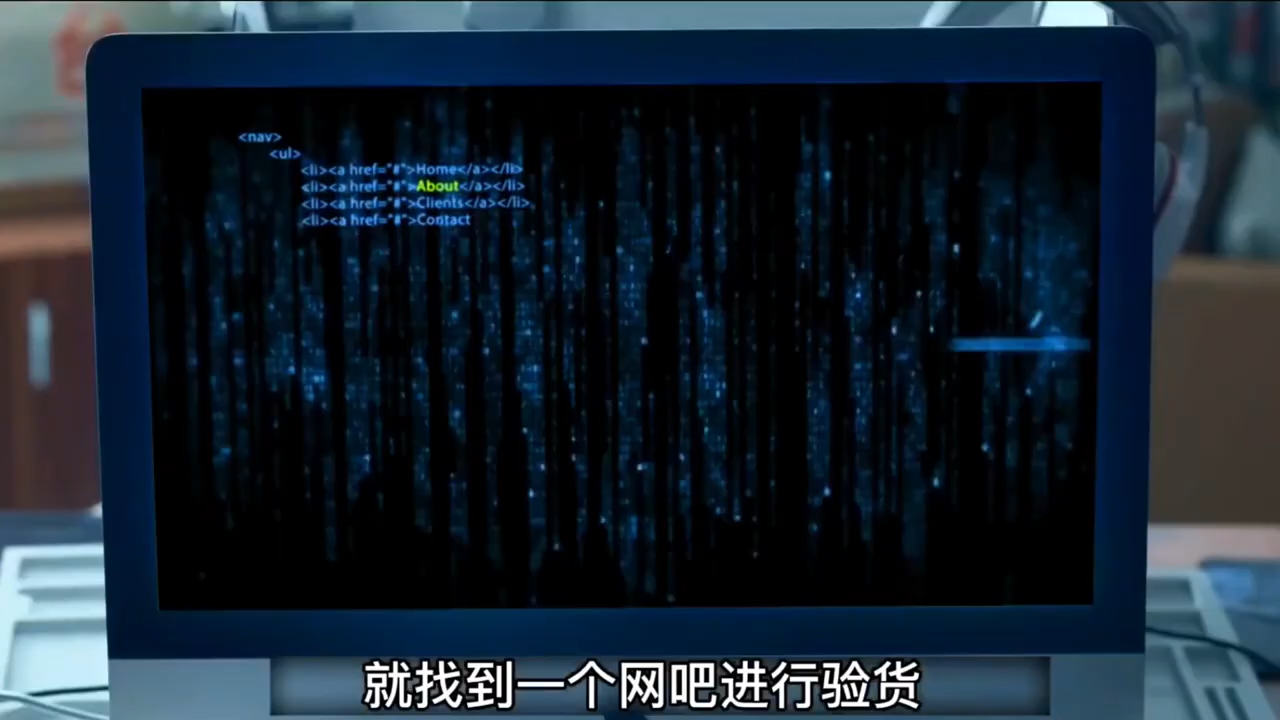 <nav>
<ul>
<li><a href="#">Home</a></li>
<li><a href="#">About</a></li>
<li><a href="#">Clients</a></li>
<li><a href="#">Contact
就找到一个网吧进行验货